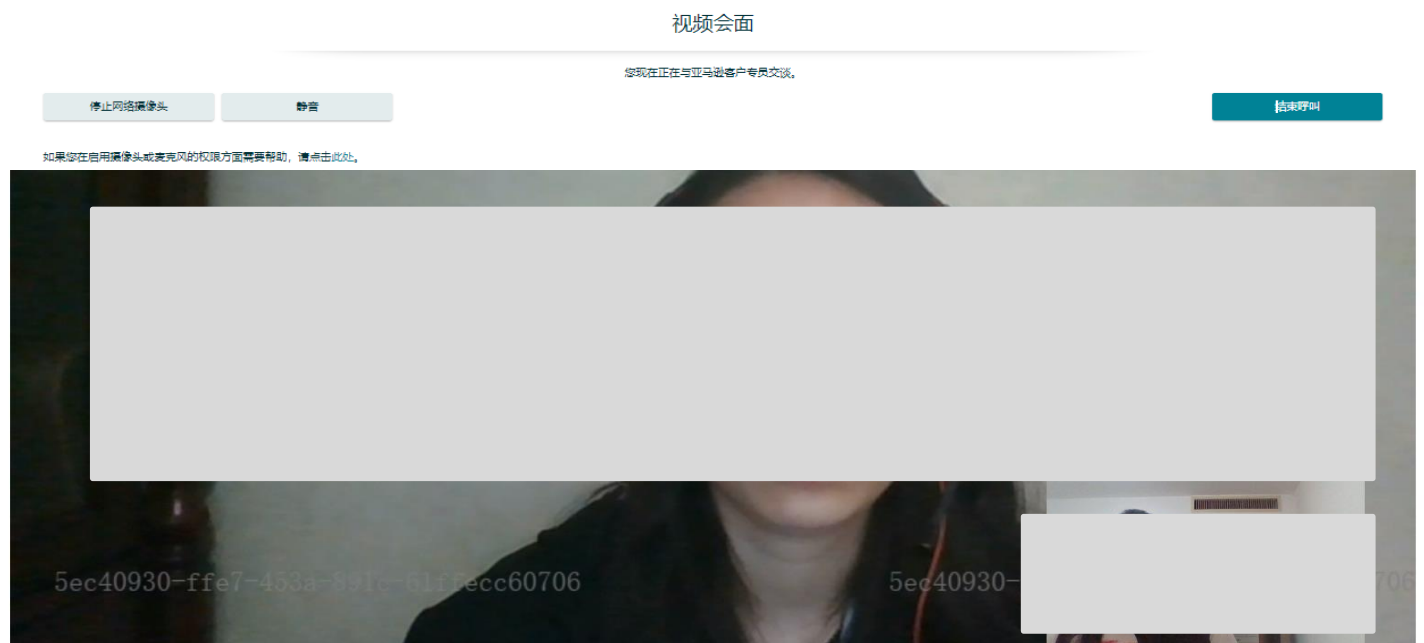 视频会面
您现在正在与亚马逊客户专员交谈。
停止网络摄像头
静音
结束呼叫
如果您在启用摄像头或麦克风的权限方面需要帮助，请点击此处。
5ec40930-ffe7-453a-891c-61ffecc60706
5ec40930-
706